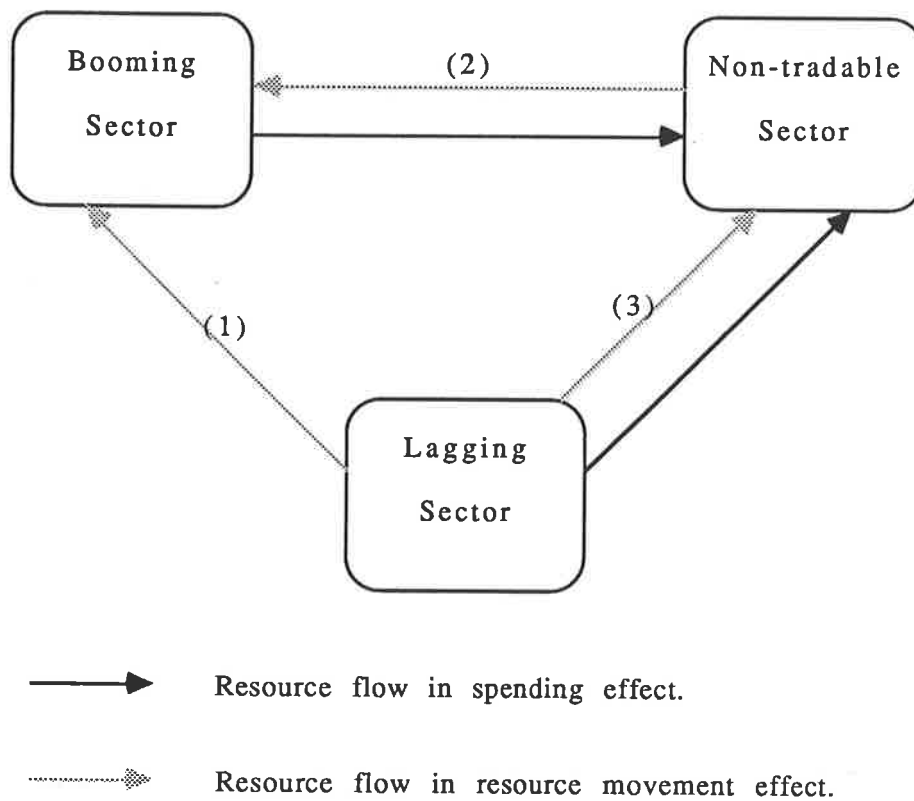 Booming
Sector
(2)
Non-tradable
Sector
(1)
(3)
Lagging
Sector
Resource flow in spending effect.
Resource flow in resource movement effect.